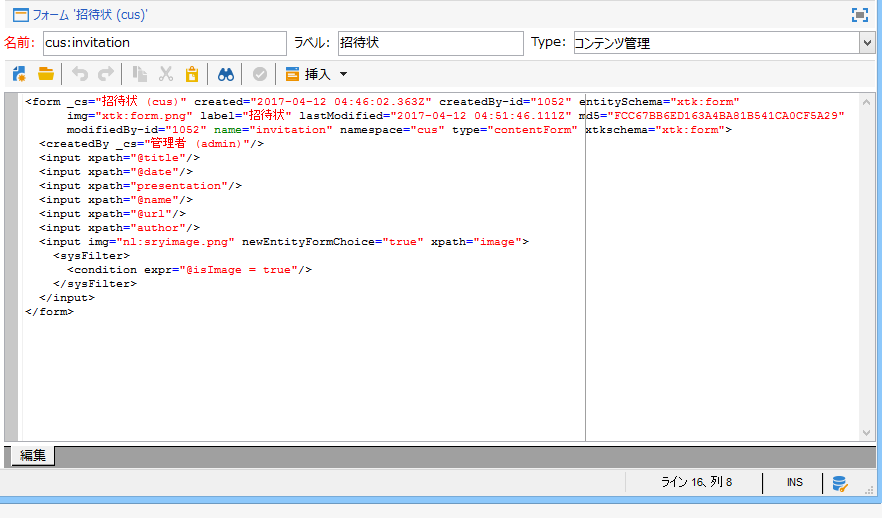 フォーム '招待状 (cus)'
名前: cus:invitation ラベル: 招待状 Type: コンテンツ管理
挿入
<form _cs="招待状 (cus)" created="2017-04-12 04:46:02.363Z" createdBy-id="1052" entitySchema="xtk:form"
img="xtk:form.png" label="招待状" lastModified="2017-04-12 04:51:46.111Z" md5="FCC67BB6ED163A4BA81B541CA0CF5A29"
modifiedBy-id="1052" name="invitation" namespace="cus" type="contentForm" xtkschema="xtk:form">
<createdBy _cs="管理者 (admin)"/>
<input xpath="@title"/>
<input xpath="@date"/>
<input xpath="presentation"/>
<input xpath="@name"/>
<input xpath="@url"/>
<input xpath="author"/>
<input img="nl:sryimage.png" newEntityFormChoice="true" xpath="image">
<sysFilter>
<condition expr="@isImage = true"/>
</sysFilter>
</input>
</form>
編集
ライン 16、列 8 INS